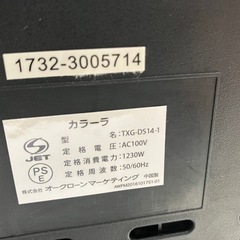 1732-3005714
カラーラ
型 名:TXG-DS14-1
定 格 電 圧:AC100V
定格消費電力:1230W
定 格 周 波 数:50/60Hz
株式会社オークローンマーケティング 中国製
JET
PS
E